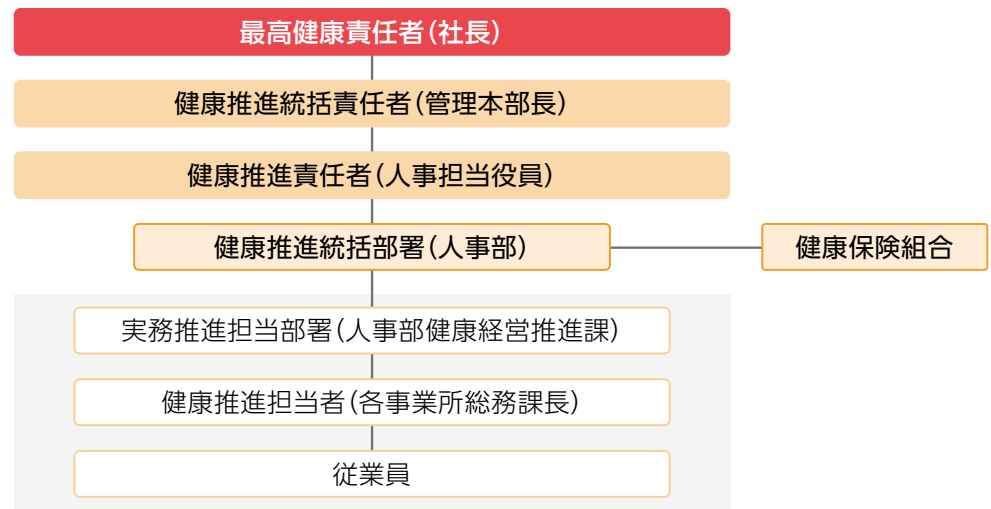 最高健康責任者（社長）
健康推進統括責任者（管理本部長）
健康推進責任者（人事担当役員）
健康推進統括部署（人事部）
健康保険組合
実務推進担当部署（人事部健康経営推進課）
健康推進担当者（各事業所総務課長）
従業員